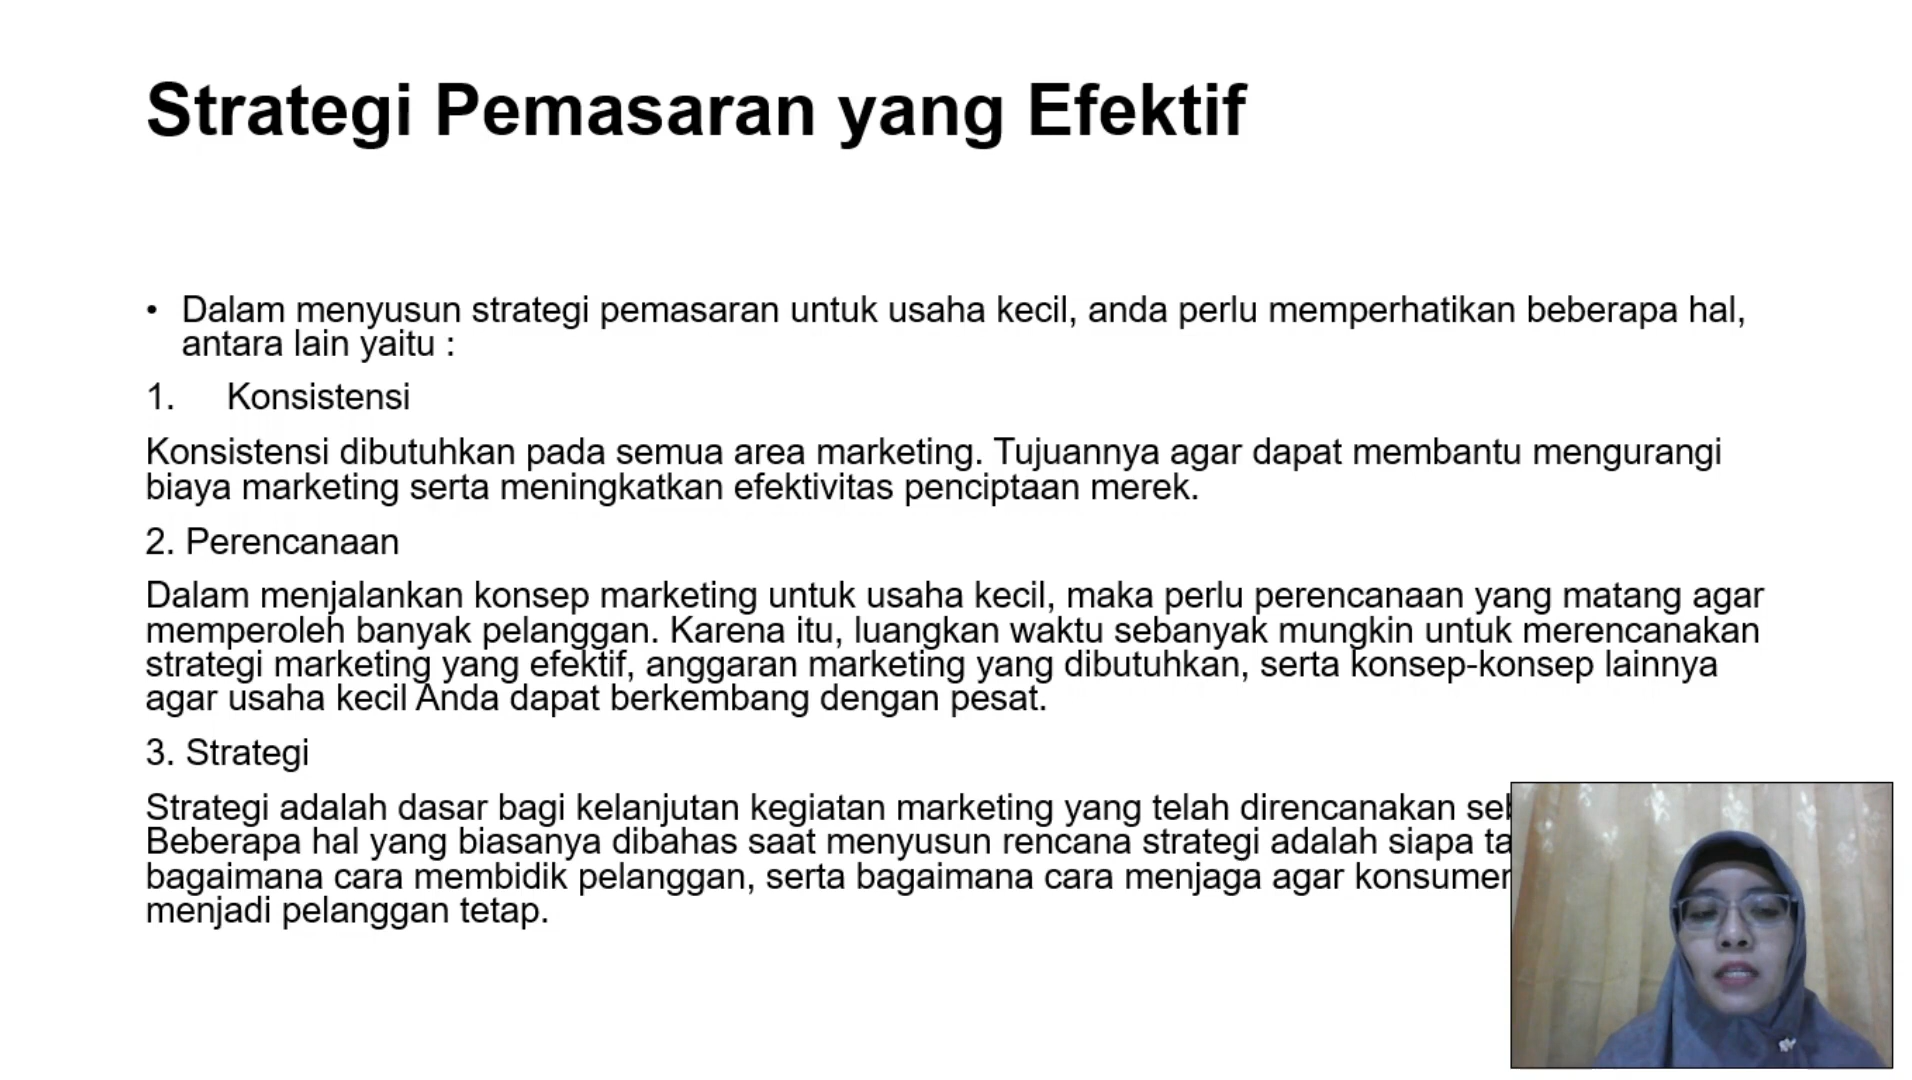 Strategi Pemasaran yang Efektif
• Dalam menyusun strategi pemasaran untuk usaha kecil, anda perlu memperhatikan beberapa hal,
antara lain yaitu :
1. Konsistensi
Konsistensi dibutuhkan pada semua area marketing. Tujuannya agar dapat membantu mengurangi
biaya marketing serta meningkatkan efektivitas penciptaan merek.
2. Perencanaan
Dalam menjalankan konsep marketing untuk usaha kecil, maka perlu perencanaan yang matang agar
memperoleh banyak pelanggan. Karena itu, luangkan waktu sebanyak mungkin untuk merencanakan
strategi marketing yang efektif, anggaran marketing yang dibutuhkan, serta konsep-konsep lainnya
agar usaha kecil Anda dapat berkembang dengan pesat.
3. Strategi
Strategi adalah dasar bagi kelanjutan kegiatan marketing yang telah direncanakan
Beberapa hal yang biasanya dibahas saat menyusun rencana strategi adalah siapa
bagaimana cara membidik pelanggan, serta bagaimana cara menjaga agar
menjadi pelanggan tetap.